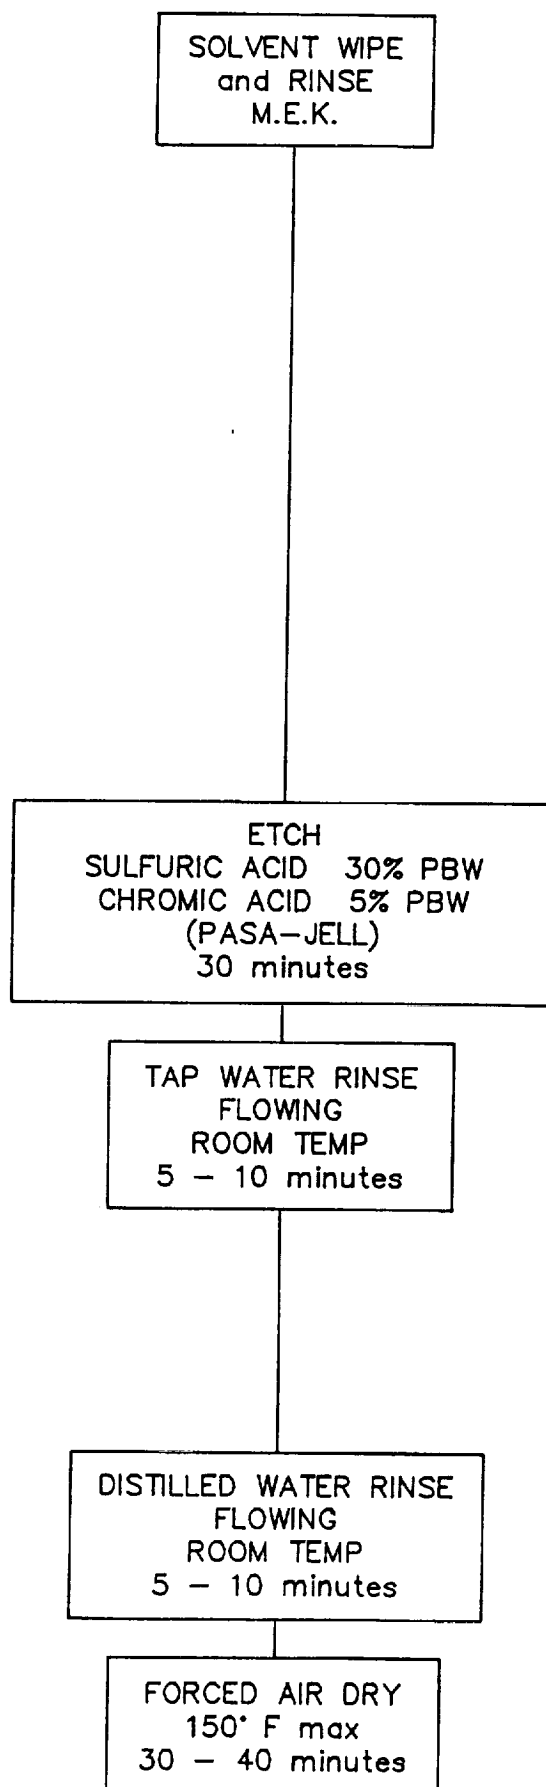 SOLVENT WIPE
and RINSE
M.E.K.
ETCH
SULFURIC ACID 30% PBW
CHROMIC ACID 5% PBW
(PASA-JELL)
30 minutes
TAP WATER RINSE
FLOWING
ROOM TEMP
5 - 10 minutes
DISTILLED WATER RINSE
FLOWING
ROOM TEMP
5 - 10 minutes
FORCED AIR DRY
150° F max
30 - 40 minutes